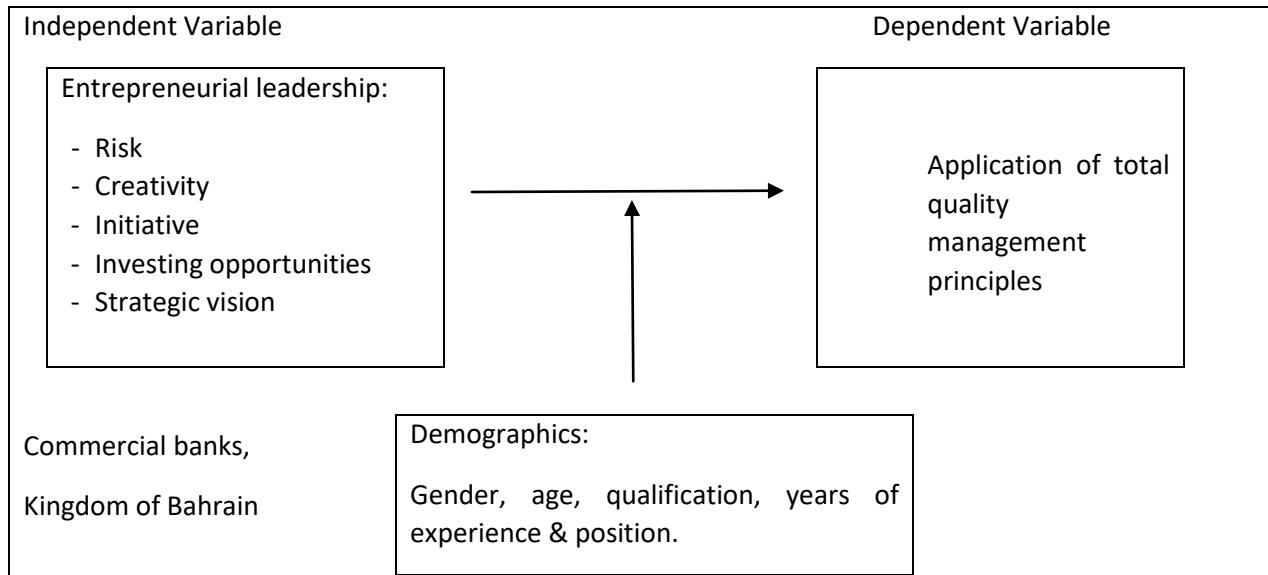 Independent Variable
Dependent Variable
Entrepreneurial leadership:
- Risk
- Creativity
- Initiative
- Investing opportunities
- Strategic vision
Application of total
quality
management
principles
Commercial banks,
Kingdom of Bahrain
Demographics:
Gender, age, qualification, years of
experience & position.